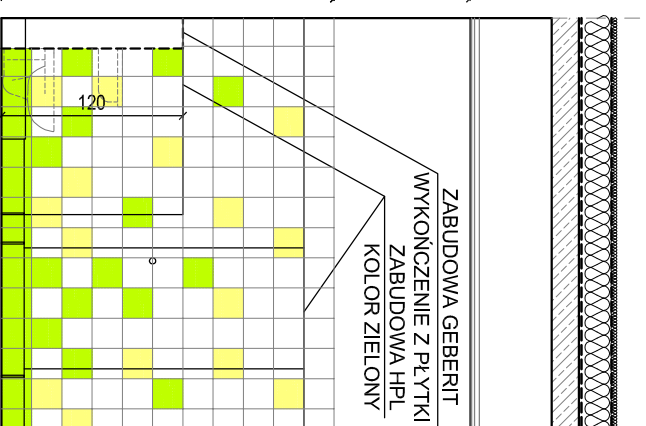 120
ZABUDOWA GEBERIT
WYKOŃCZENIE Z PŁYTKI
ZABUDOWA HPL
KOLOR ZIELONY